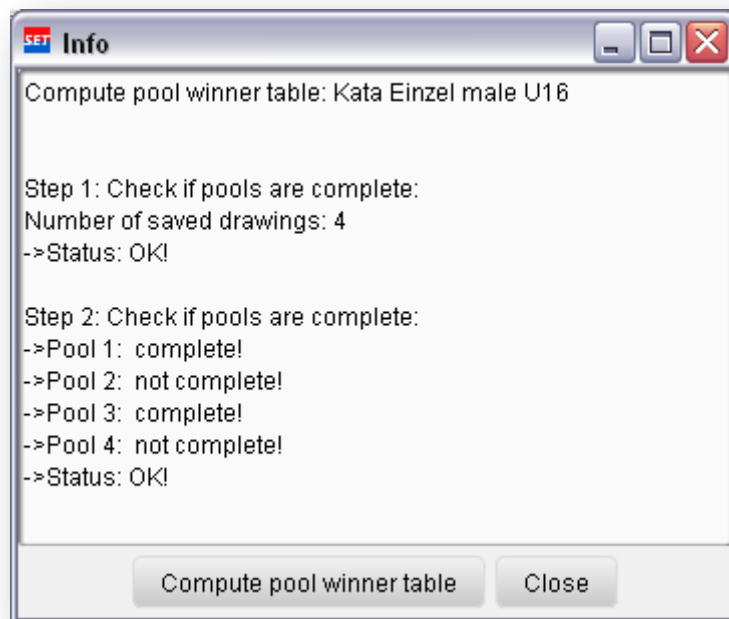 SET Info
Compute pool winner table: Kata Einzel male U16
Step 1: Check if pools are complete:
Number of saved drawings: 4
->Status: OK!
Step 2: Check if pools are complete:
->Pool 1:  complete!
->Pool 2:  not complete!
->Pool 3:  complete!
->Pool 4:  not complete!
->Status: OK!
Compute pool winner table Close